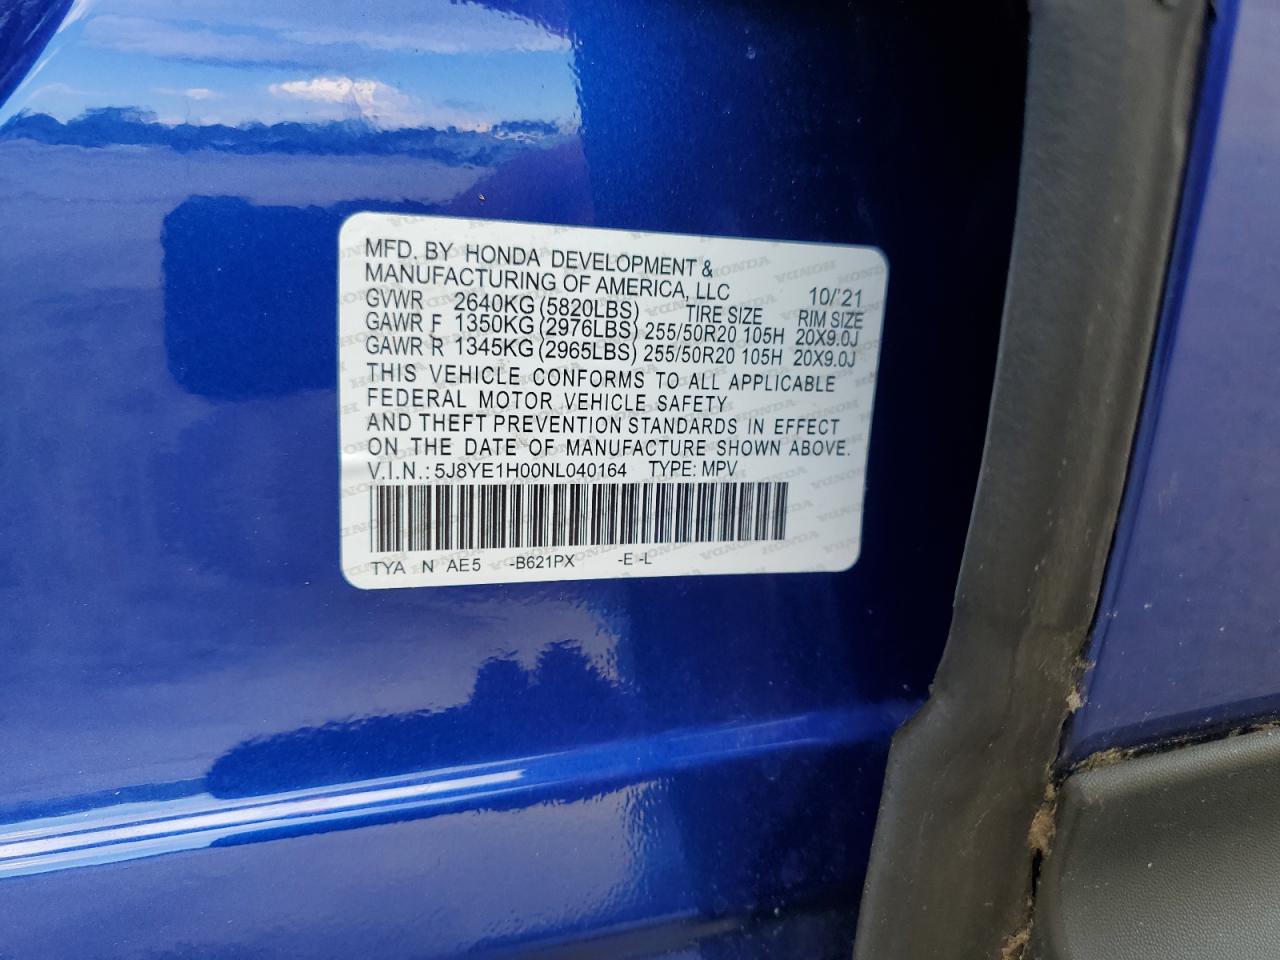 MFD. BY HONDA DEVELOPMENT &
MANUFACTURING OF AMERICA, LLC 10/'21
GVWR 2640KG (5820LBS) TIRE SIZE RIM SIZE
GAWR F 1350KG (2976LBS) 255/50R20 105H 20X9.0J
GAWR R 1345KG (2965LBS) 255/50R20 105H 20X9.0J
THIS VEHICLE CONFORMS TO ALL APPLICABLE
FEDERAL MOTOR VEHICLE SAFETY
AND THEFT PREVENTION STANDARDS IN EFFECT
ON THE DATE OF MANUFACTURE SHOWN ABOVE.
V.I.N.: 5J8YE1H00NL040164 TYPE: MPV
TYA N AE5 -B621PX -E -L